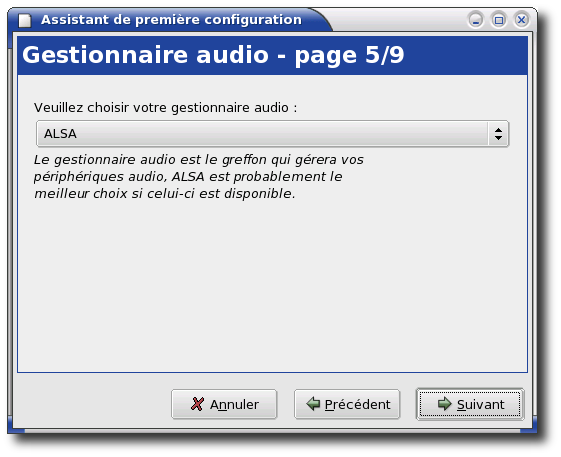 Assistant de première configuration
Gestionnaire audio - page 5/9
Veuillez choisir votre gestionnaire audio :
ALSA
Le gestionnaire audio est le greffon qui gérera vos
périphériques audio, ALSA est probablement le
meilleur choix si celui-ci est disponible.
Annuler Précédent Suivant